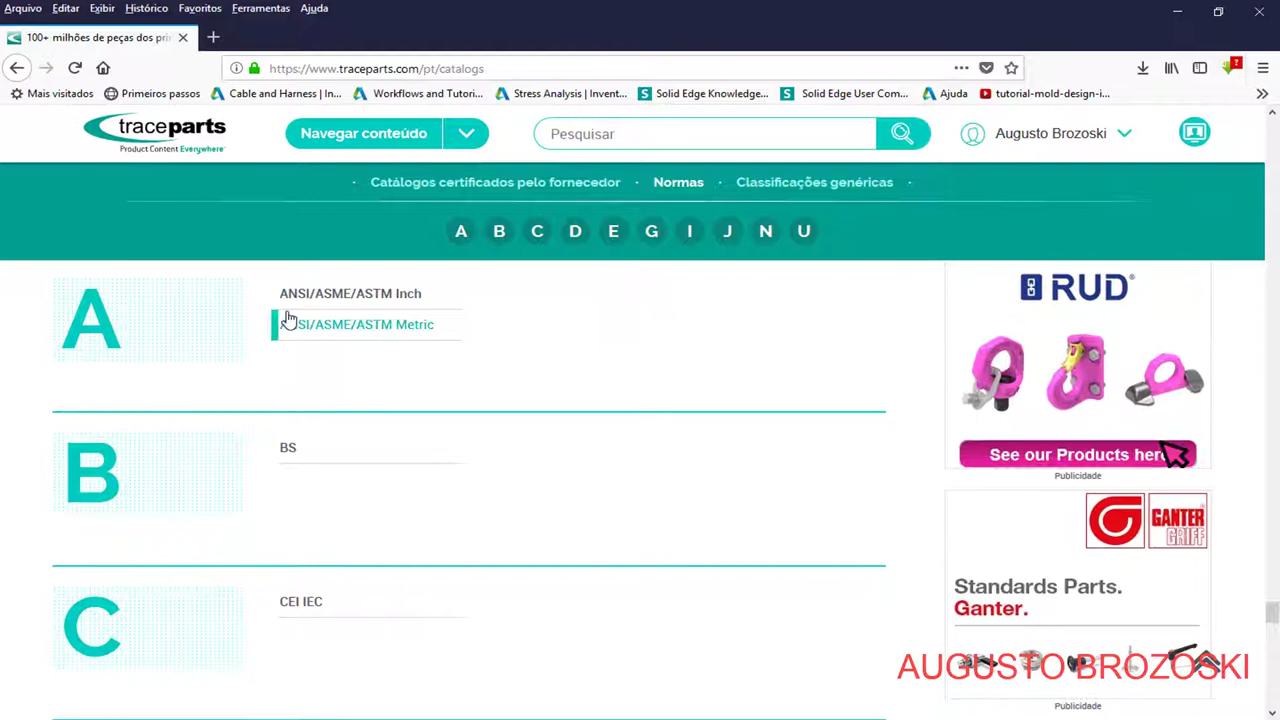 Arquivo Editar Exibir Histórico Favoritos Ferramentas Ajuda
100+ milhões de peças dos pri
https://www.traceparts.com/pt/catalogs
Mais visitados Primeiros passos Cable and Harness | In... Workflows and Tutori... Stress Analysis | Invent... Solid Edge Knowledge... Solid Edge User Com... Ajuda tutorial-mold-design-i...
traceparts
Product Content Everywhere
Navegar conteúdo
Pesquisar
Augusto Brozoski
Catálogos certificados pelo fornecedor · Normas · Classificações genéricas
A B C D E G I J N U
A
ANSI/ASME/ASTM Inch
SI/ASME/ASTM Metric
B
BS
C
CEI IEC
RUD
See our Products here
Publicidade
GANTER
GRIFF
Standards Parts.
Ganter.
AUGUSTO BROZOSKI
Publicidade